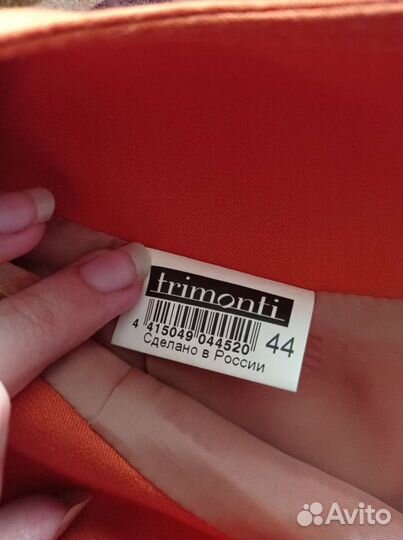 trimonti
4 415049 044520
44
Сделано в России
Avito